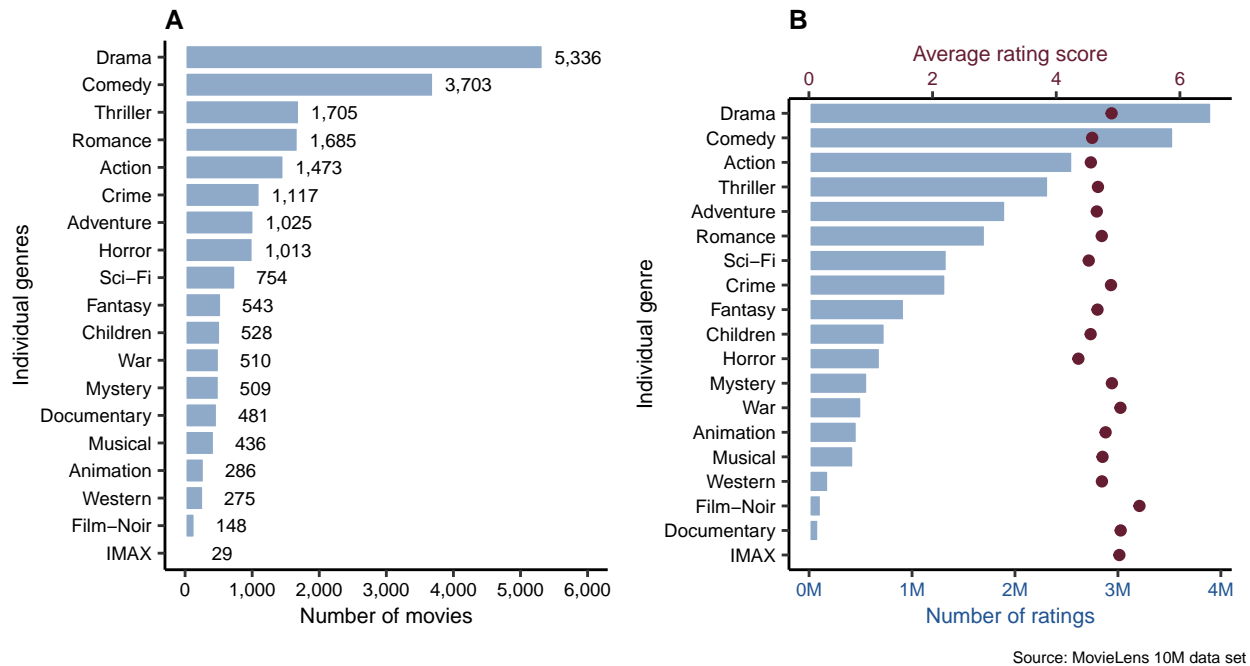 A
Drama 5,336
Comedy 3,703
Thriller 1,705
Romance 1,685
Action 1,473
Crime 1,117
Adventure 1,025
Horror 1,013
Sci−Fi 754
Fantasy 543
Children 528
War 510
Mystery 509
Documentary 481
Musical 436
Animation 286
Western 275
Film−Noir 148
IMAX 29
Individual genres
0 1,000 2,000 3,000 4,000 5,000 6,000
Number of movies
B
Average rating score
0 2 4 6
Drama
Comedy
Action
Thriller
Adventure
Romance
Sci−Fi
Crime
Fantasy
Children
Horror
Mystery
War
Animation
Musical
Western
Film−Noir
Documentary
IMAX
Individual genre
0M 1M 2M 3M 4M
Number of ratings
Source: MovieLens 10M data set